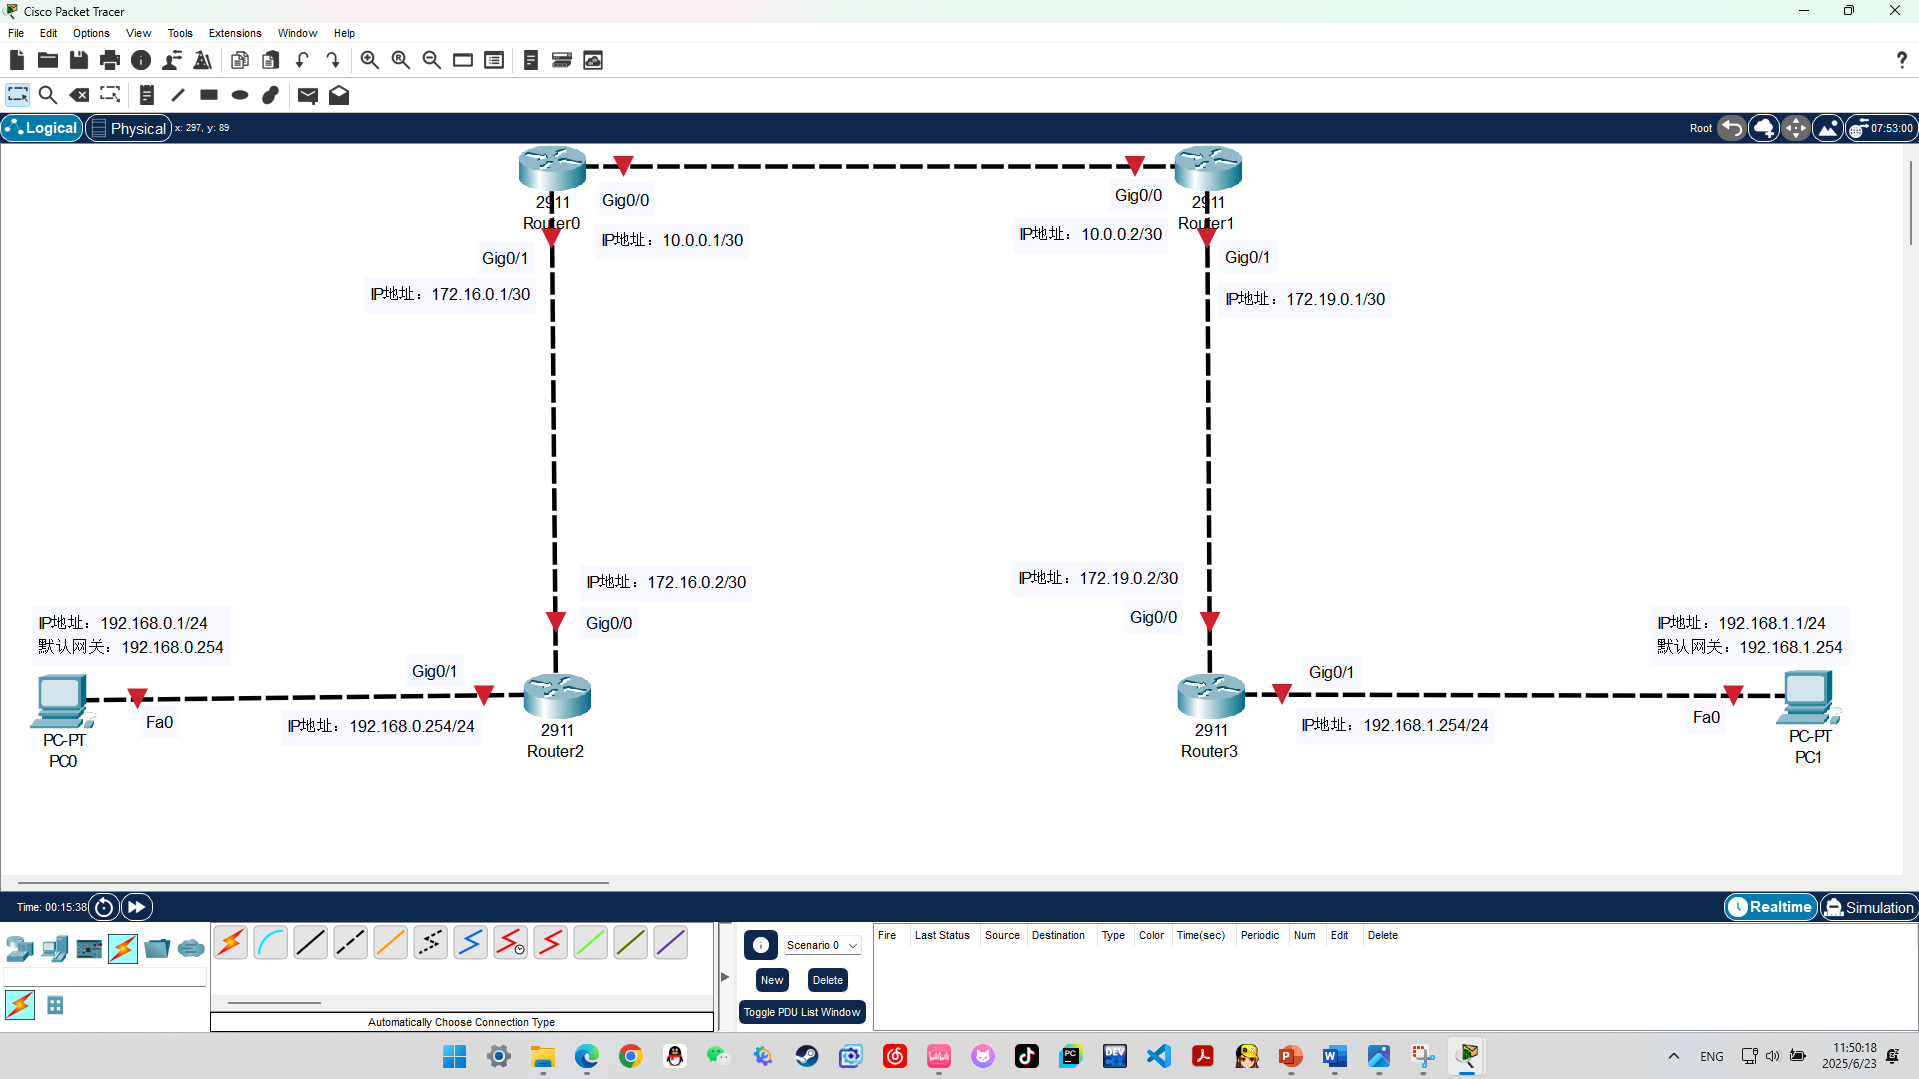 Cisco Packet Tracer
File Edit Options View Tools Extensions Window Help
Logical Physical x: 297, y: 89 Root 07:53:00
2911
Router0
Gig0/0
IP地址：10.0.0.1/30
Gig0/1
IP地址：172.16.0.1/30
Gig0/0
2911
Router1
IP地址：10.0.0.2/30
Gig0/1
IP地址：172.19.0.1/30
IP地址：172.16.0.2/30
Gig0/0
IP地址：172.19.0.2/30
Gig0/0
IP地址：192.168.0.1/24
默认网关：192.168.0.254
Fa0
PC-PT
PC0
Gig0/1
IP地址：192.168.0.254/24
2911
Router2
2911
Router3
Gig0/1
IP地址：192.168.1.254/24
IP地址：192.168.1.1/24
默认网关：192.168.1.254
Fa0
PC-PT
PC1
Time: 00:15:38 Realtime Simulation
Automatically Choose Connection Type
Scenario 0
New Delete
Toggle PDU List Window
Fire Last Status Source Destination Type Color Time(sec) Periodic Num Edit Delete
ENG
11:50:18
2025/6/23